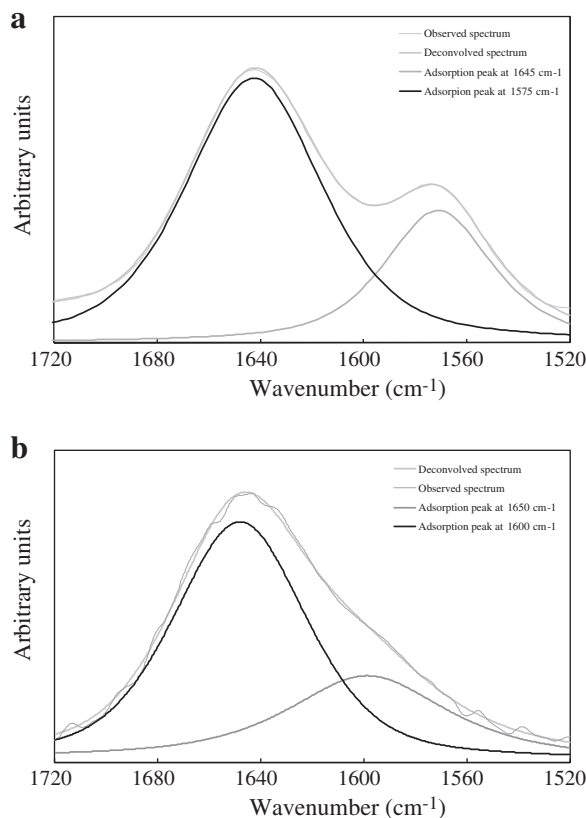 a
Observed spectrum
Deconvolved spectrum
Adsorption peak at 1645 cm-1
Adsorpion peak at 1575 cm-1
Arbitrary units
1720 1680 1640 1600 1560 1520
Wavenumber (cm-1)
b
Deconvolved spectrum
Observed spectrum
Adsorption peak at 1650 cm-1
Adsorption peak at 1600 cm-1
Arbitrary units
1720 1680 1640 1600 1560 1520
Wavenumber (cm-1)